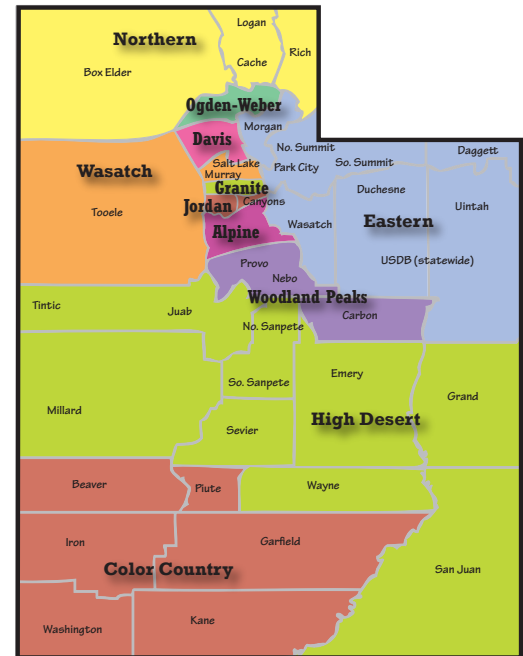 Logan
Northern
Rich
Cache
Box Elder
Ogden-Weber
Morgan
Davis
No. Summit
Daggett
So. Summit
Salt Lake
Park City
Wasatch
Murray
Granite
Duchesne
Canyons
Jordan
Uintah
Tooele
Eastern
Wasatch
Alpine
Provo
USDB (statewide)
Nebo
Woodland Peaks
Tintic
Juab
Carbon
No. Sanpete
Emery
So. Sanpete
Grand
Millard
High Desert
Sevier
Beaver
Piute
Wayne
Iron
Garfield
Color Country
San Juan
Kane
Washington